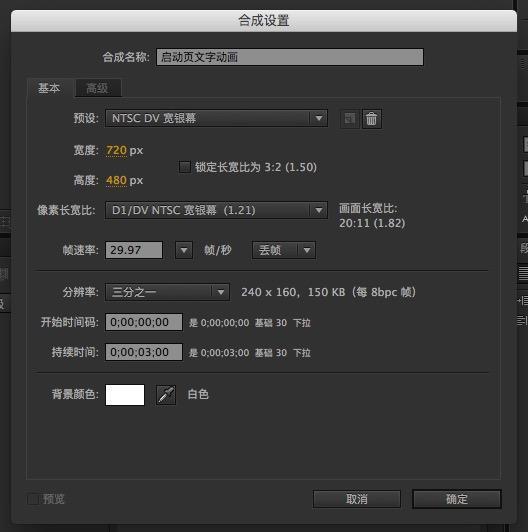 合成设置
合成名称: 启动页文字动画
基本 高级
预设: NTSC DV 宽银幕
宽度: 720 px
锁定长宽比为 3:2 (1.50)
高度: 480 px
像素长宽比: D1/DV NTSC 宽银幕 (1.21) 画面长宽比:
20:11 (1.82)
帧速率: 29.97 帧/秒 丢帧
分辨率: 三分之一 240 x 160，150 KB（每 8bpc 帧）
开始时间码: 0;00;00;00 是 0;00;00;00 基础 30 下拉
持续时间: 0;00;03;00 是 0;00;03;00 基础 30 下拉
背景颜色: 白色
预览 取消 确定